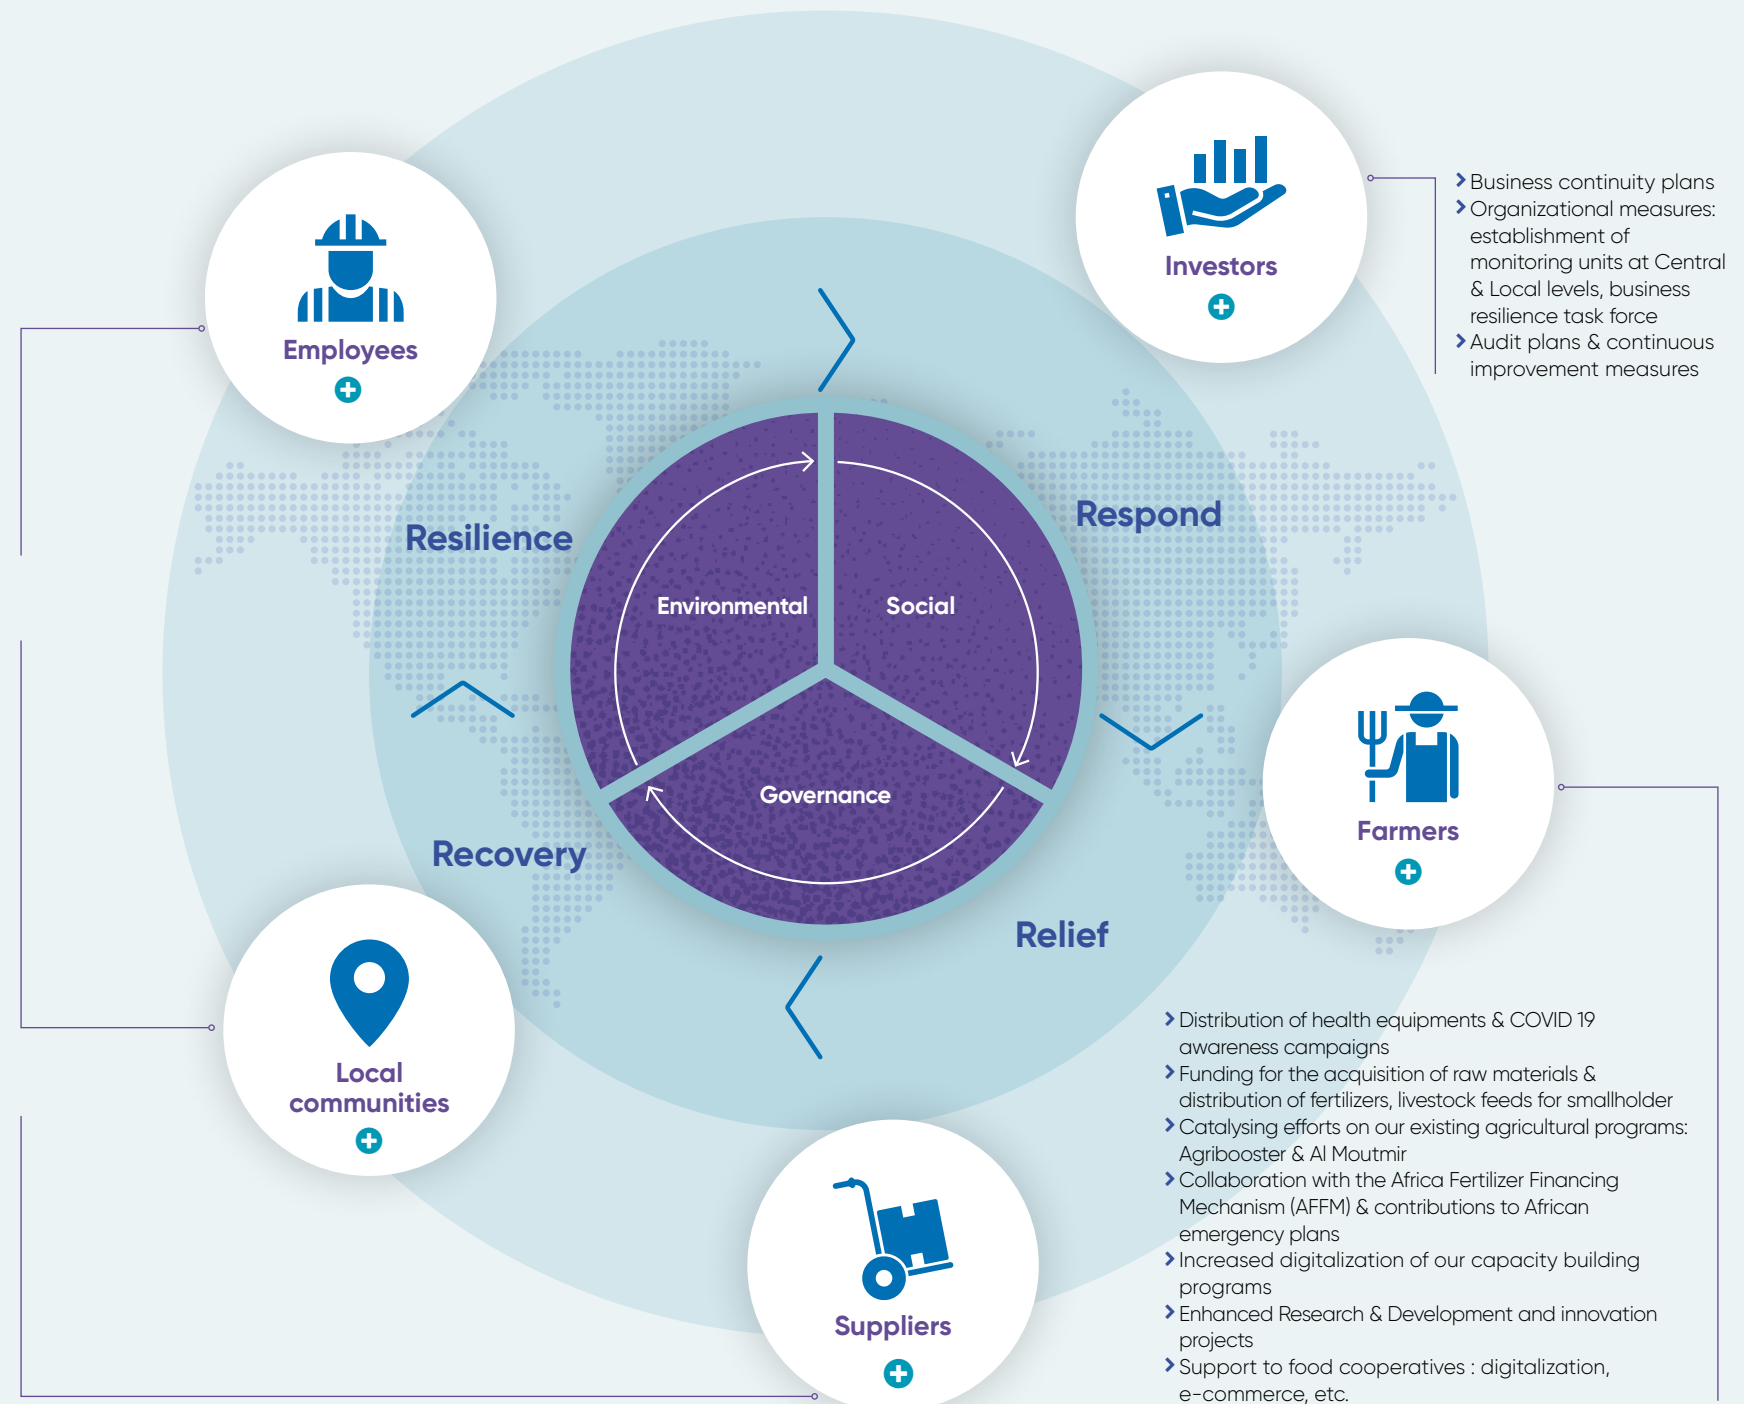 Employees
Investors
Business continuity plans
Organizational measures:
establishment of
monitoring units at Central
& Local levels, business
resilience task force
Audit plans & continuous
improvement measures
Resilience
Respond
Environmental
Social
Governance
Recovery
Relief
Farmers
Local
communities
Suppliers
Distribution of health equipments & COVID 19
awareness campaigns
Funding for the acquisition of raw materials &
distribution of fertilizers, livestock feeds for smallholder
Catalysing efforts on our existing agricultural programs:
Agribooster & Al Moutmir
Collaboration with the Africa Fertilizer Financing
Mechanism (AFFM) & contributions to African
emergency plans
Increased digitalization of our capacity building
programs
Enhanced Research & Development and innovation
projects
Support to food cooperatives : digitalization,
e-commerce, etc.